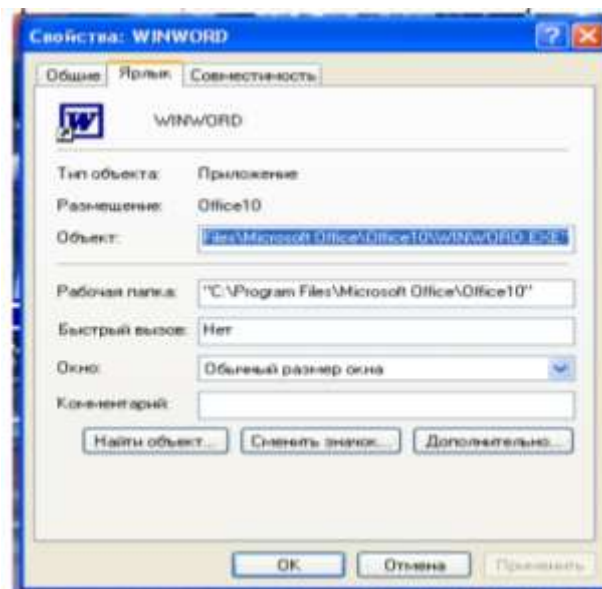 Свойства: WINWORD
Общие Ярлык Совместимость
WINWORD
Тип объекта: Приложение
Размещение: Office10
Объект: Files\Microsoft Office\Office10\WINWORD.EXE"
Рабочая папка: "C:\Program Files\Microsoft Office\Office10"
Быстрый вызов: Нет
Окно: Обычный размер окна
Комментарий:
Найти объект... Сменить значок... Дополнительно...
OK Отмена Применить